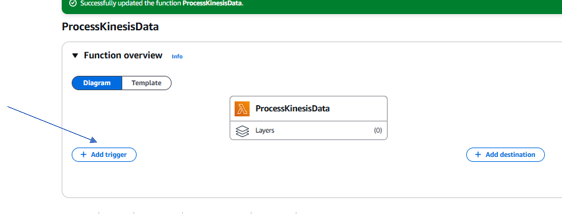 Successfully updated the function ProcessKinesisData.
ProcessKinesisData
Function overview Info
Diagram Template
ProcessKinesisData
Layers (0)
+ Add trigger
+ Add destination